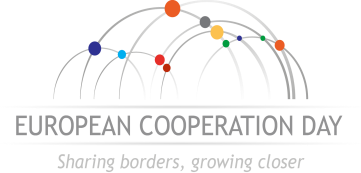 EUROPEAN COOPERATION DAY
Sharing borders, growing closer